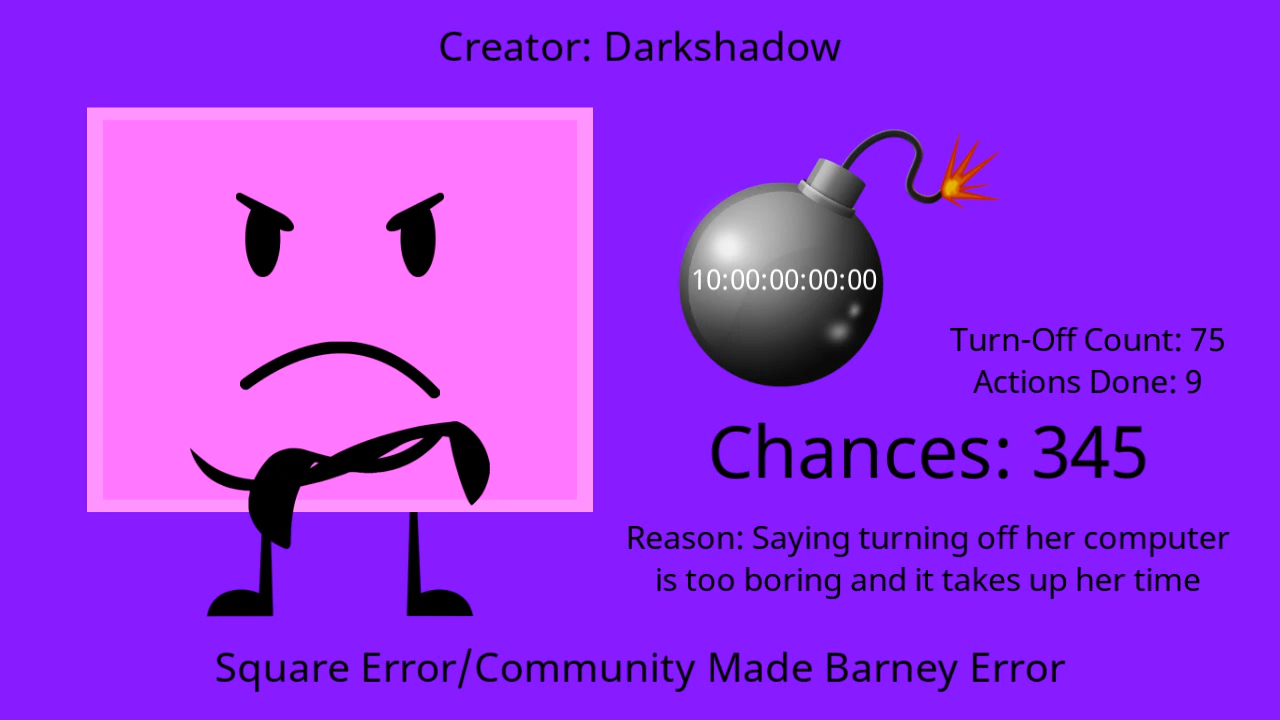 Creator: Darkshadow
10:00:00:00:00
Turn-Off Count: 75
Actions Done: 9
Chances: 345
Reason: Saying turning off her computer
is too boring and it takes up her time
Square Error/Community Made Barney Error